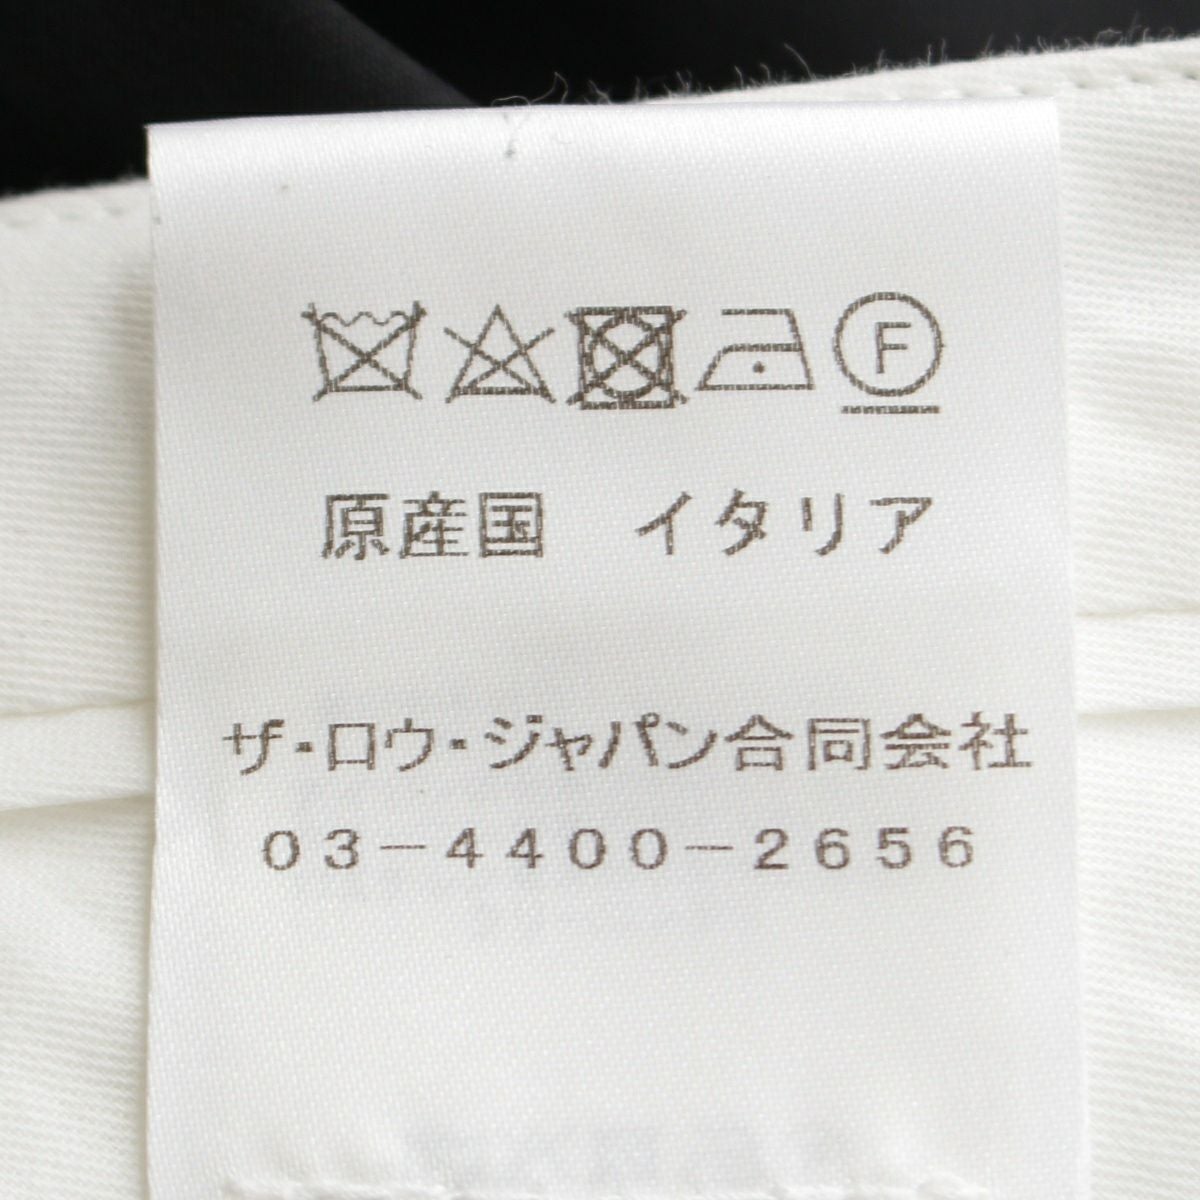 F
原産国　イタリア
ザ・ロウ・ジャパン合同会社
03-4400-2656